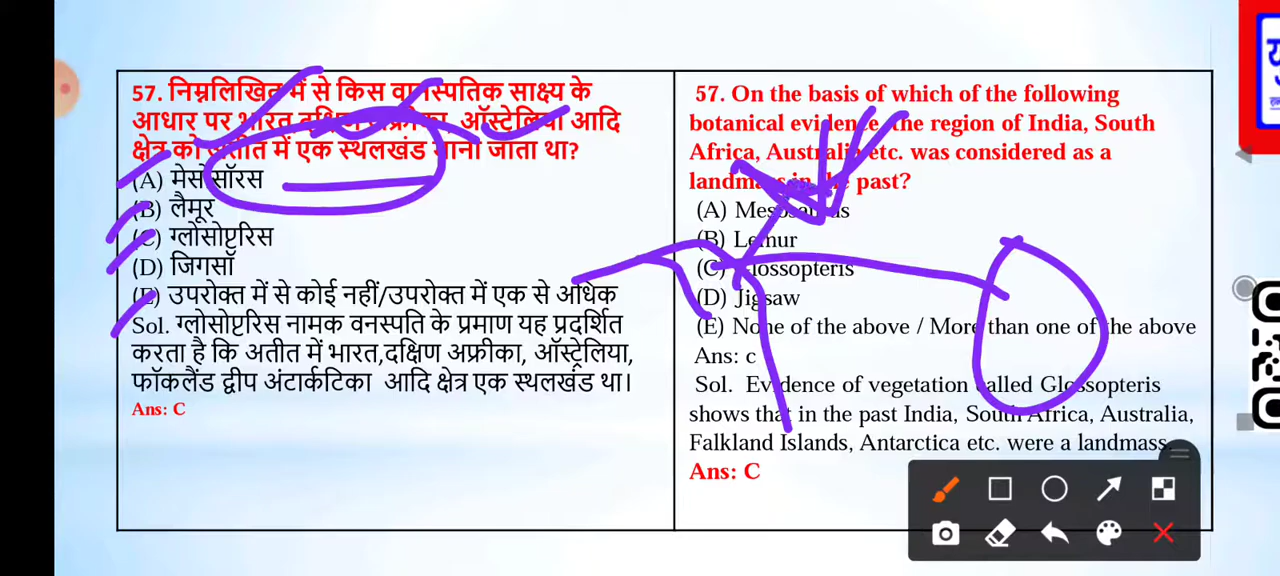 57. निम्नलिखित में से किस वानस्पतिक साक्ष्य के
आधार पर भारत,दक्षिण अफ्रीका, ऑस्ट्रेलिया आदि
क्षेत्र को अतीत में एक स्थलखंड माना जाता था?
(A) मेसोसॉरस
(B) लैमूर
(C) ग्लोसोप्टरिस
(D) जिगसॉ
(E) उपरोक्त में से कोई नहीं/उपरोक्त में एक से अधिक
Sol. ग्लोसोप्टरिस नामक वनस्पति के प्रमाण यह प्रदर्शित
करता है कि अतीत में भारत,दक्षिण अफ्रीका, ऑस्ट्रेलिया,
फॉकलैंड द्वीप अंटार्कटिका आदि क्षेत्र एक स्थलखंड था।
Ans: C
57. On the basis of which of the following
botanical evidence, the region of India, South
Africa, Australia etc. was considered as a
landmass in the past?
(A) Mesosaurus
(B) Lemur
(C) Glossopteris
(D) Jigsaw
(E) None of the above / More than one of the above
Ans: c
Sol. Evidence of vegetation called Glossopteris
shows that in the past India, South Africa, Australia,
Falkland Islands, Antarctica etc. were a landmass.
Ans: C